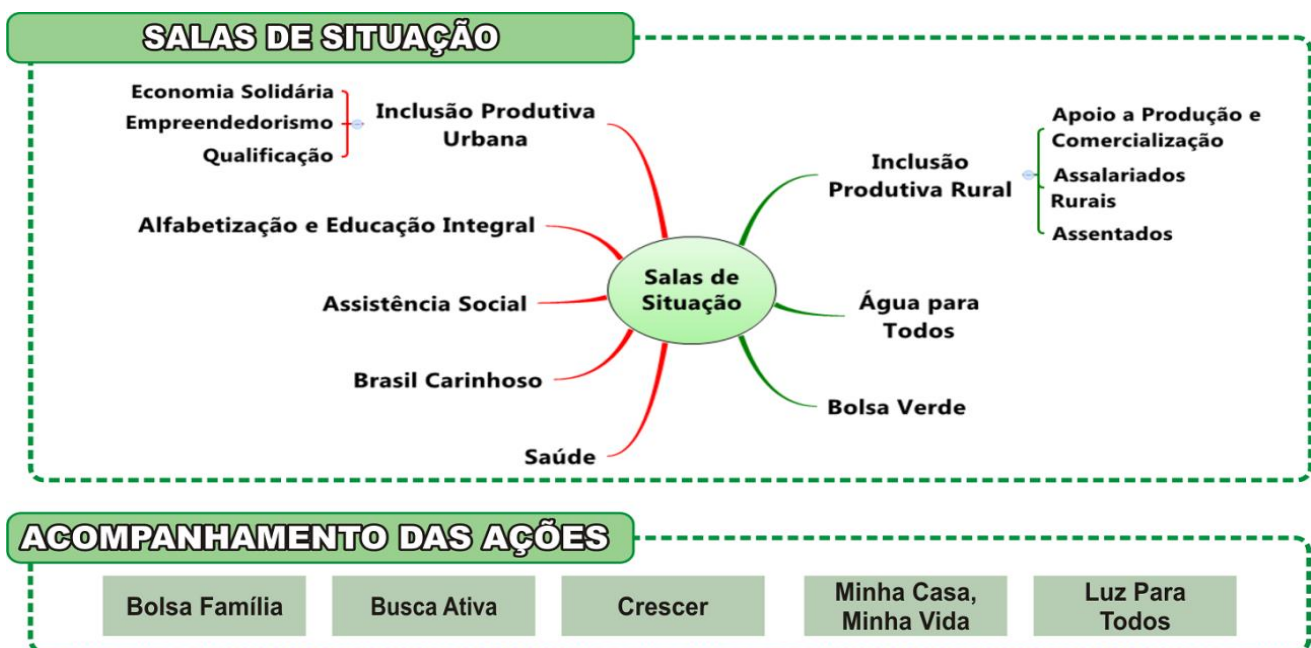 SALAS DE SITUAÇÃO
Economia Solidária
Empreendedorismo
Qualificação
Inclusão Produtiva
Urbana
Alfabetização e Educação Integral
Assistência Social
Brasil Carinhoso
Saúde
Salas de
Situação
Inclusão
Produtiva Rural
Apoio a Produção e
Comercialização
Assalariados
Rurais
Assentados
Água para
Todos
Bolsa Verde
ACOMPANHAMENTO DAS AÇÕES
Bolsa Família
Busca Ativa
Crescer
Minha Casa,
Minha Vida
Luz Para
Todos